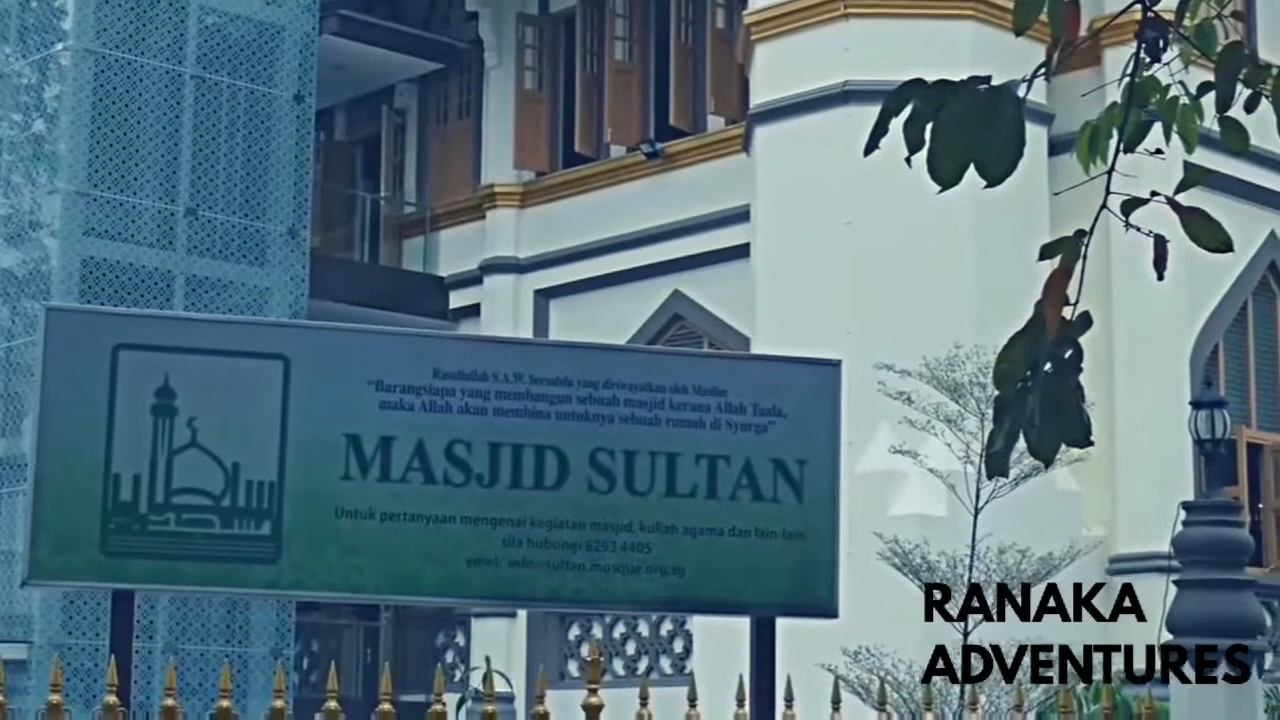 Rasulullah S.A.W. bersabda yang diriwayatkan oleh Muslim
“Barangsiapa yang membangun sebuah masjid kerana Allah Taala,
maka Allah akan membina untuknya sebuah rumah di Syurga”
MASJID SULTAN
Untuk pertanyaan mengenai kegiatan masjid, kuliah agama dan lain-lain,
sila hubungi 6293 4405
emel: info@sultan.mosque.org.sg
RANAKA
ADVENTURES